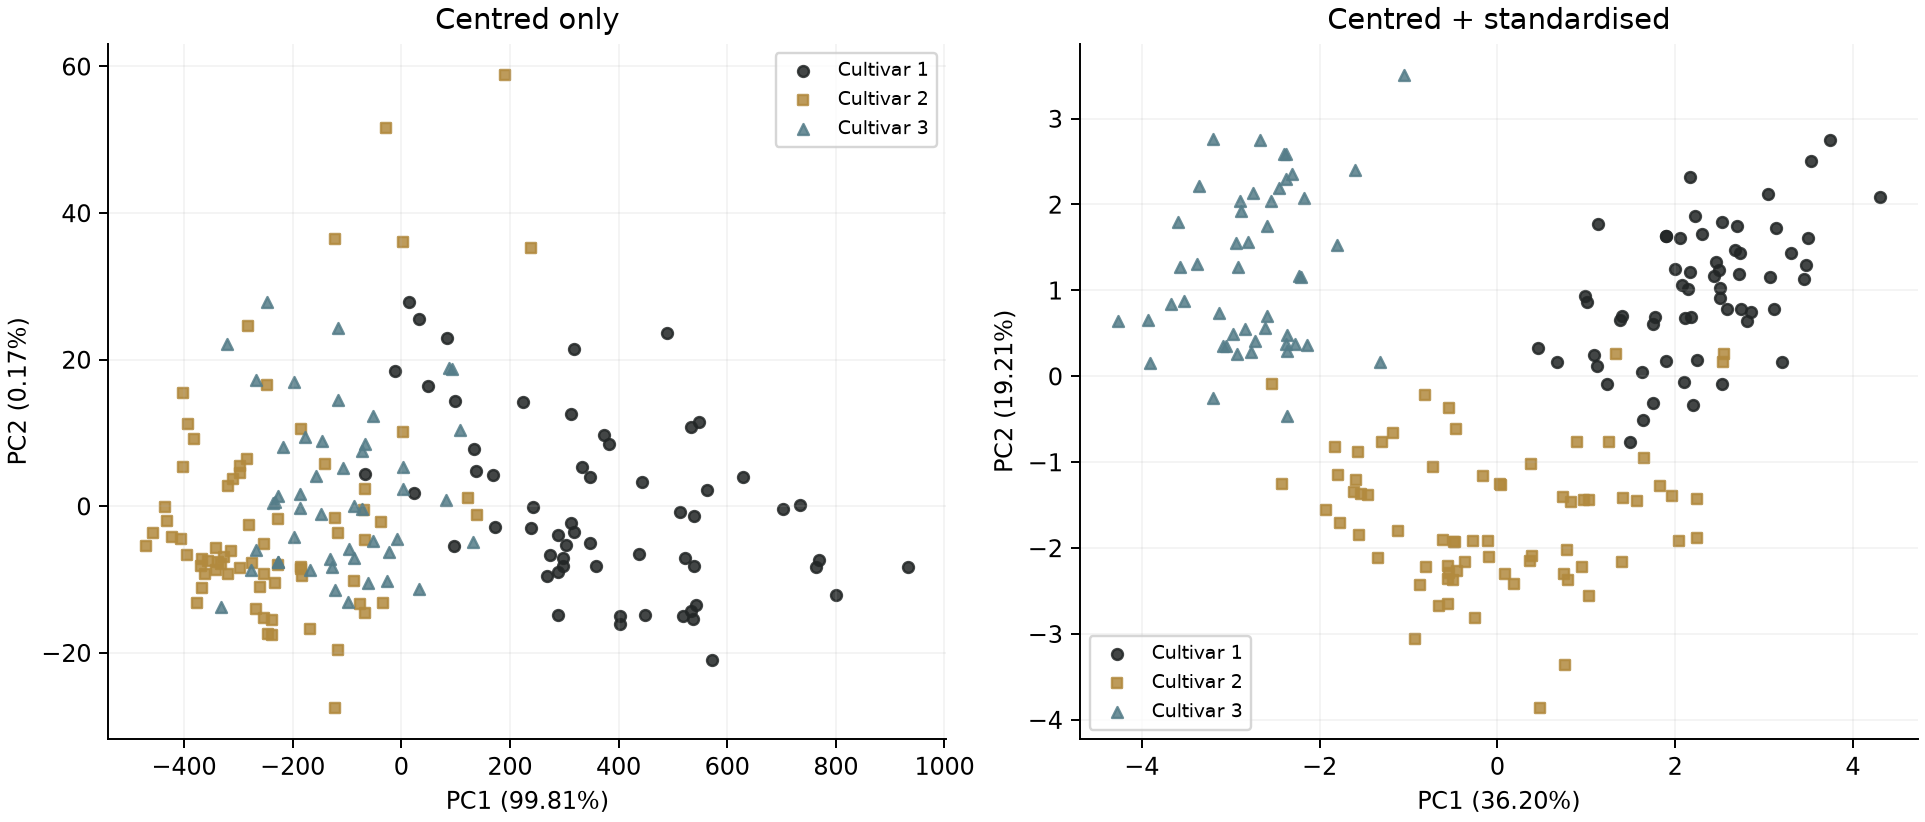 Centred only
60
40
20
0
−20
PC2 (0.17%)
−400
−200
0
200
400
600
800
1000
PC1 (99.81%)
Cultivar 1
Cultivar 2
Cultivar 3
Centred + standardised
3
2
1
0
−1
−2
−3
−4
PC2 (19.21%)
−4
−2
0
2
4
PC1 (36.20%)
Cultivar 1
Cultivar 2
Cultivar 3